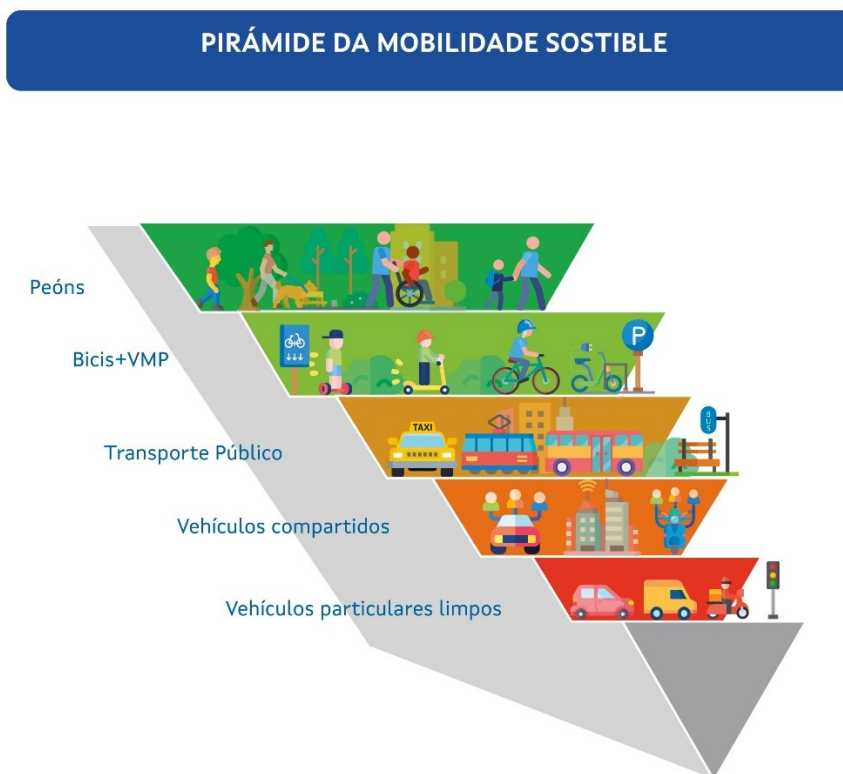 PIRÁMIDE DA MOBILIDADE SOSTIBLE
Peóns
Bicis+VMP
P
Transporte Público
TAXI
BUS
Vehículos compartidos
Vehículos particulares limpos